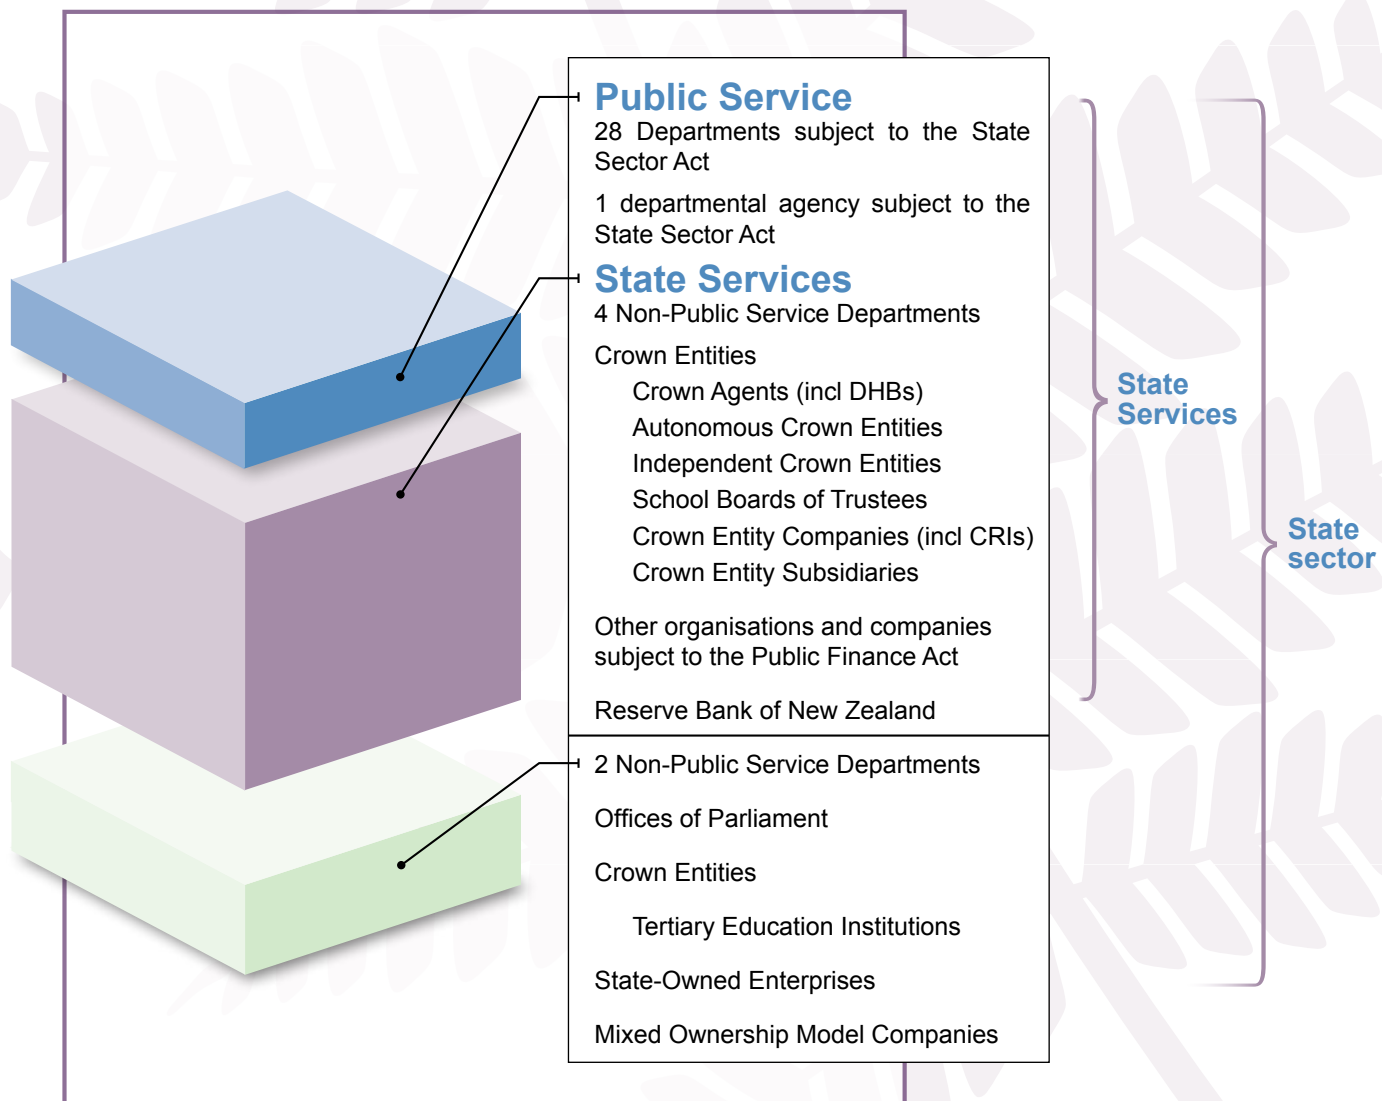 Public Service
28 Departments subject to the State
Sector Act
1 departmental agency subject to the
State Sector Act
State Services
4 Non-Public Service Departments
Crown Entities
Crown Agents (incl DHBs)
Autonomous Crown Entities
Independent Crown Entities
School Boards of Trustees
Crown Entity Companies (incl CRIs)
Crown Entity Subsidiaries
Other organisations and companies
subject to the Public Finance Act
Reserve Bank of New Zealand
2 Non-Public Service Departments
Offices of Parliament
Crown Entities
Tertiary Education Institutions
State-Owned Enterprises
Mixed Ownership Model Companies
State
Services
State
sector